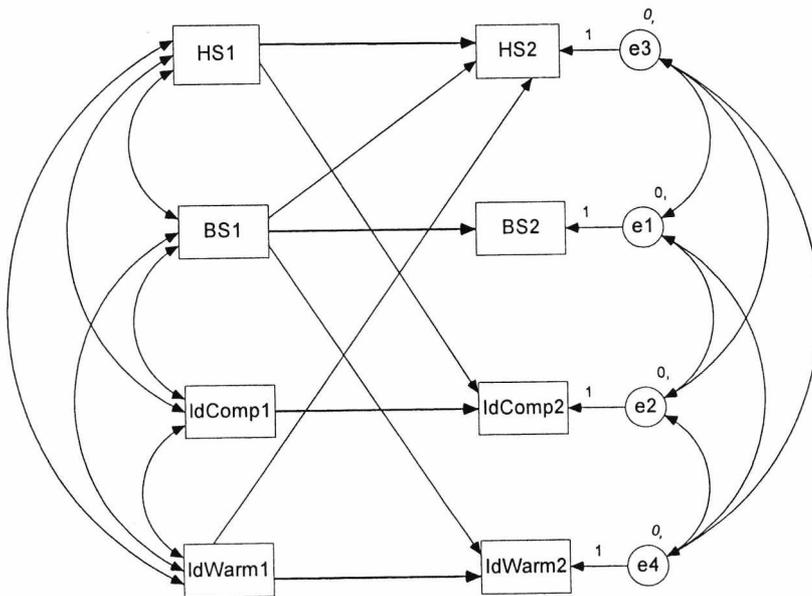 0,
HS1 HS2 1 e3
0,
BS1 BS2 1 e1
0,
IdComp1 IdComp2 1 e2
0,
IdWarm1 IdWarm2 1 e4